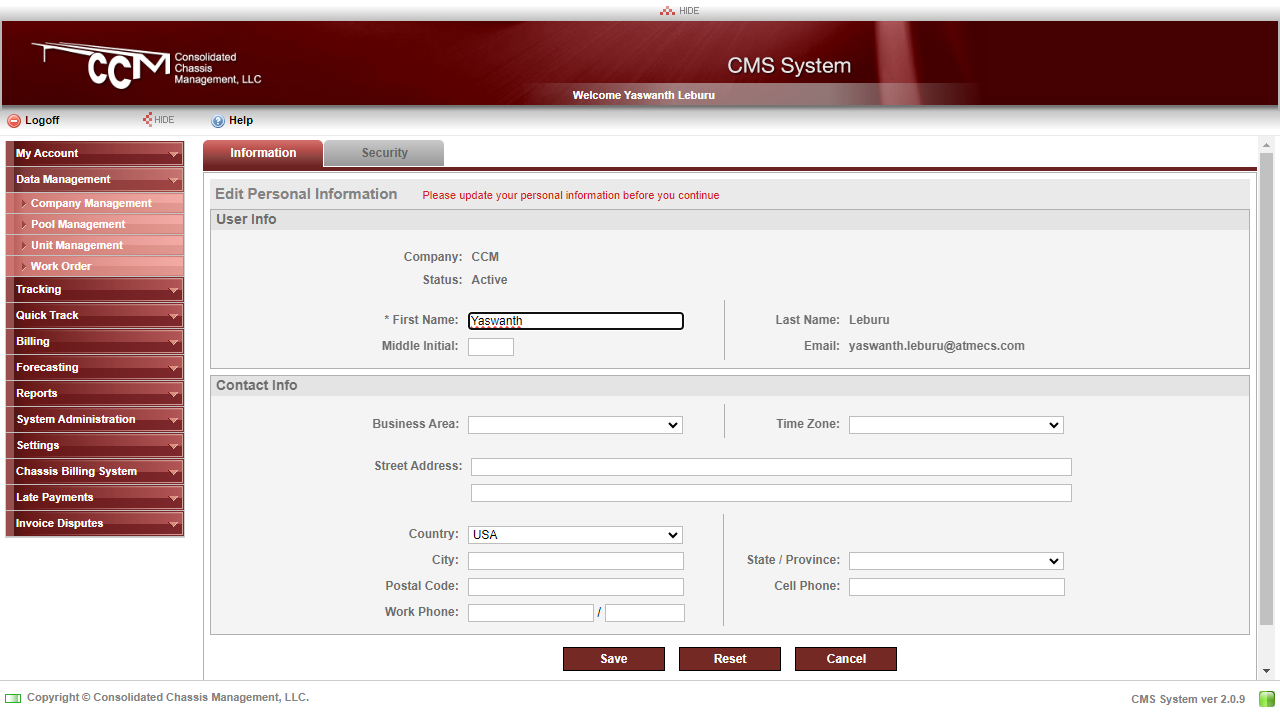 HIDE
CCM Consolidated Chassis Management, LLC
CMS System
Welcome Yaswanth Leburu
Logoff
HIDE
Help
My Account
Data Management
Company Management
Pool Management
Unit Management
Work Order
Tracking
Quick Track
Billing
Forecasting
Reports
System Administration
Settings
Chassis Billing System
Late Payments
Invoice Disputes
Information Security
Edit Personal Information Please update your personal information before you continue
User Info
Company: CCM
Status: Active
* First Name: Yaswanth Last Name: Leburu
Middle Initial: Email: yaswanth.leburu@atmecs.com
Contact Info
Business Area: Time Zone:
Street Address:
Country: USA
City: State / Province:
Postal Code: Cell Phone:
Work Phone: /
Save Reset Cancel
Copyright © Consolidated Chassis Management, LLC. CMS System ver 2.0.9